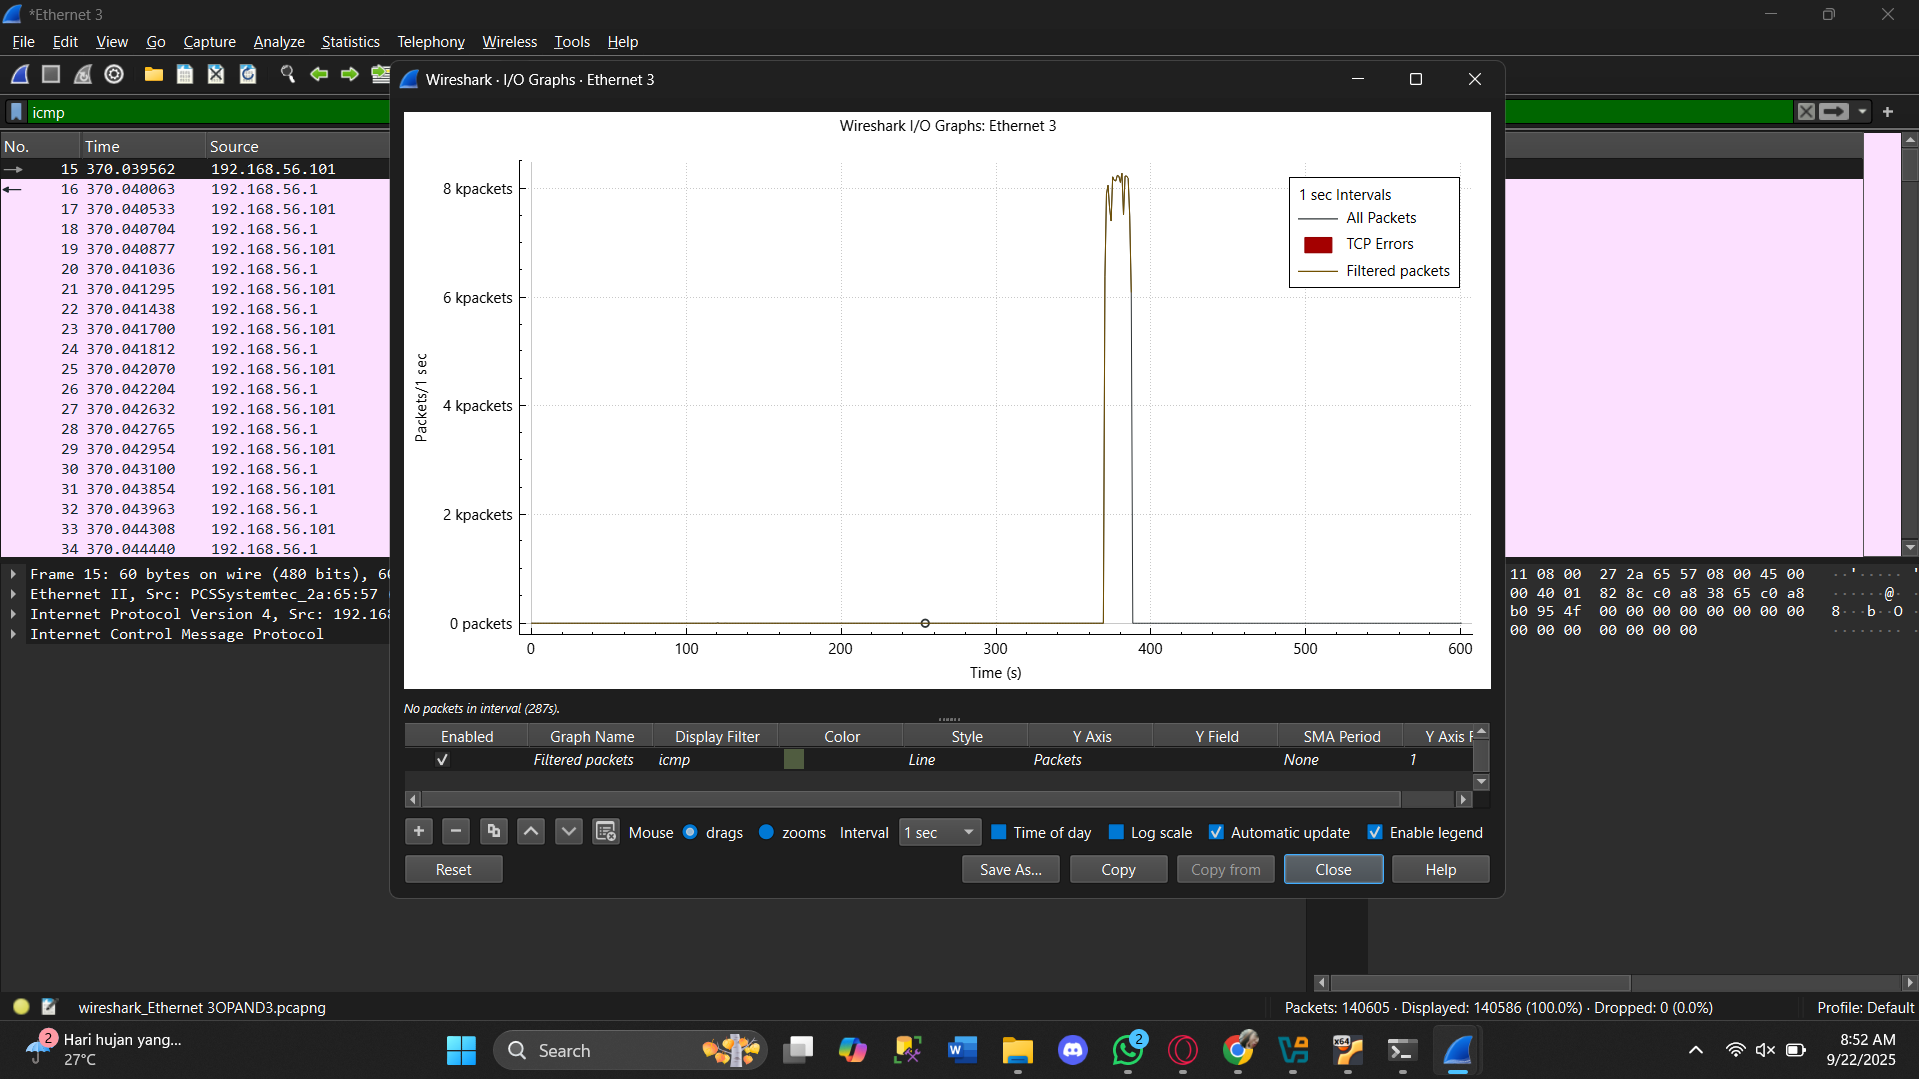 *Ethernet 3
File Edit View Go Capture Analyze Statistics Telephony Wireless Tools Help
icmp
No. Time Source
15 370.039562 192.168.56.101
16 370.040063 192.168.56.1
17 370.040533 192.168.56.101
18 370.040704 192.168.56.1
19 370.040877 192.168.56.101
20 370.041036 192.168.56.1
21 370.041295 192.168.56.101
22 370.041438 192.168.56.1
23 370.041700 192.168.56.101
24 370.041812 192.168.56.1
25 370.042070 192.168.56.101
26 370.042204 192.168.56.1
27 370.042632 192.168.56.101
28 370.042765 192.168.56.1
29 370.042954 192.168.56.101
30 370.043100 192.168.56.1
31 370.043854 192.168.56.101
32 370.043963 192.168.56.1
33 370.044308 192.168.56.101
34 370.044440 192.168.56.1
Frame 15: 60 bytes on wire (480 bits), 60
Ethernet II, Src: PCSSystemtec_2a:65:57
Internet Protocol Version 4, Src: 192.168
Internet Control Message Protocol
Wireshark · I/O Graphs · Ethernet 3
Wireshark I/O Graphs: Ethernet 3
8 kpackets
6 kpackets
4 kpackets
2 kpackets
0 packets
Packets/1 sec
1 sec Intervals
All Packets
TCP Errors
Filtered packets
0 100 200 300 400 500 600
Time (s)
No packets in interval (287s).
Enabled Graph Name Display Filter Color Style Y Axis Y Field SMA Period Y Axis F
Filtered packets icmp Line Packets None 1
Mouse drags zooms Interval 1 sec Time of day Log scale Automatic update Enable legend
Reset Save As... Copy Copy from Close Help
11 08 00 27 2a 65 57 08 00 45 00 ··'·····'
00 40 01 82 8c c0 a8 38 65 c0 a8 ······@·
b0 95 4f 00 00 00 00 00 00 00 8···b··O·
00 00 00 00 00 00 00 ········
wireshark_Ethernet 3OPAND3.pcapng
Packets: 140605 · Displayed: 140586 (100.0%) · Dropped: 0 (0.0%)
Profile: Default
2
Hari hujan yang...
27°C
Search
2
x64
8:52 AM
9/22/2025